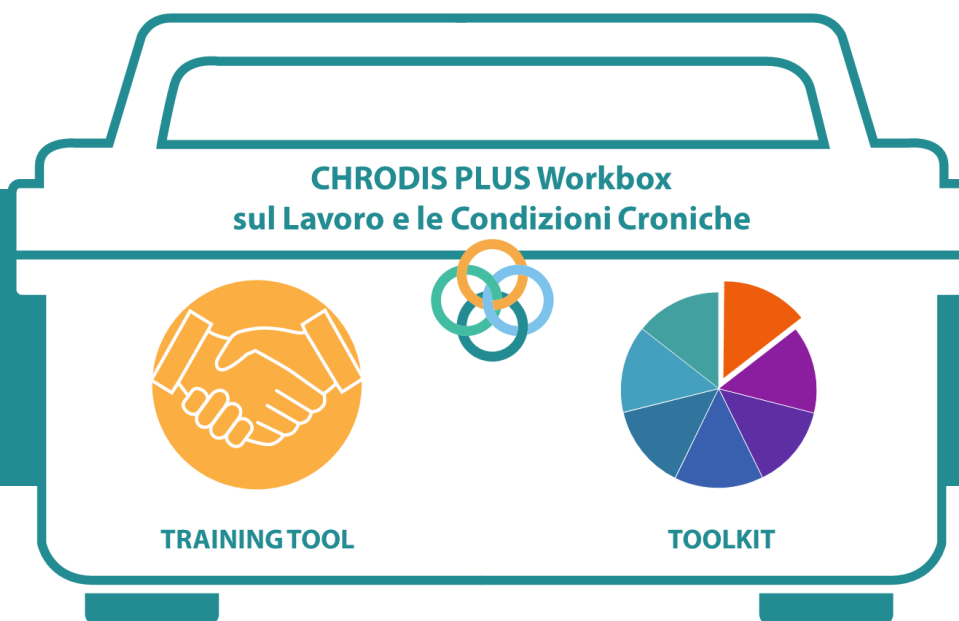 CHRODIS PLUS Workbox
sul Lavoro e le Condizioni Croniche
TRAINING TOOL
TOOLKIT